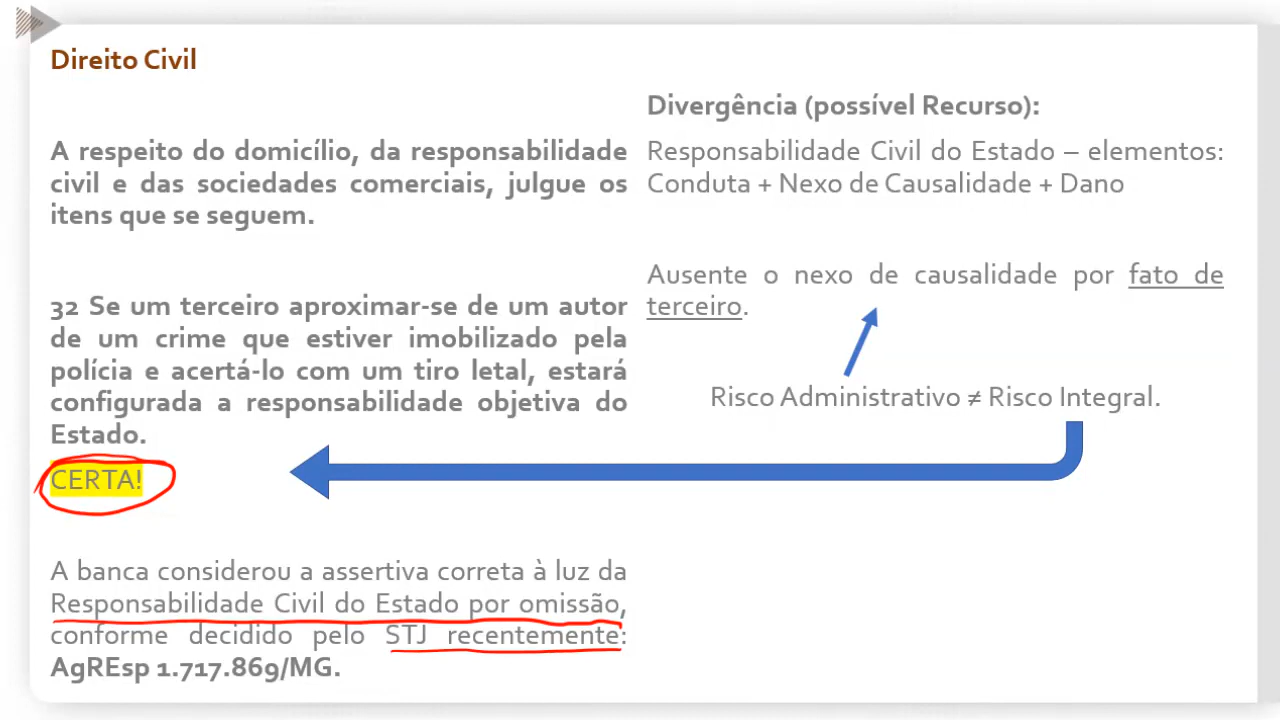 Direito Civil
A respeito do domicílio, da responsabilidade
civil e das sociedades comerciais, julgue os
itens que se seguem.
32 Se um terceiro aproximar-se de um autor
de um crime que estiver imobilizado pela
polícia e acertá-lo com um tiro letal, estará
configurada a responsabilidade objetiva do
Estado.
CERTA!
A banca considerou a assertiva correta à luz da
Responsabilidade Civil do Estado por omissão,
conforme decidido pelo STJ recentemente:
AgREsp 1.717.869/MG.
Divergência (possível Recurso):
Responsabilidade Civil do Estado – elementos:
Conduta + Nexo de Causalidade + Dano
Ausente o nexo de causalidade por fato de
terceiro.
Risco Administrativo ≠ Risco Integral.